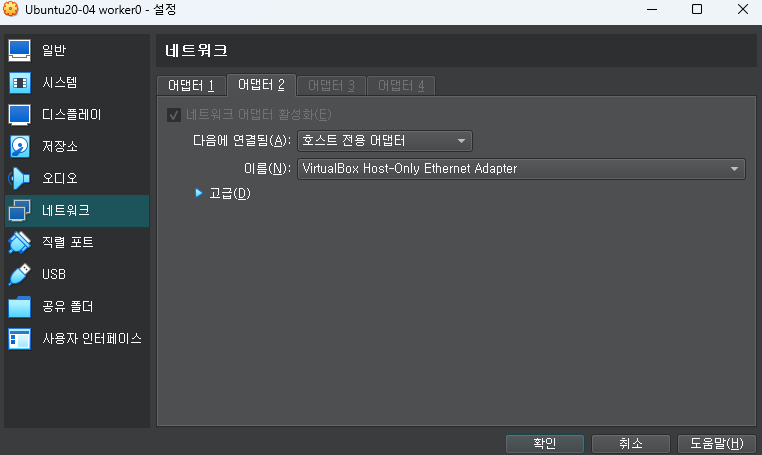 Ubuntu20-04 worker0 - 설정
일반
시스템
디스플레이
저장소
오디오
네트워크
직렬 포트
USB
공유 폴더
사용자 인터페이스
네트워크
어댑터 1 어댑터 2 어댑터 3 어댑터 4
네트워크 어댑터 활성화(E)
다음에 연결됨(A): 호스트 전용 어댑터
이름(N): VirtualBox Host-Only Ethernet Adapter
고급(D)
확인 취소 도움말(H)